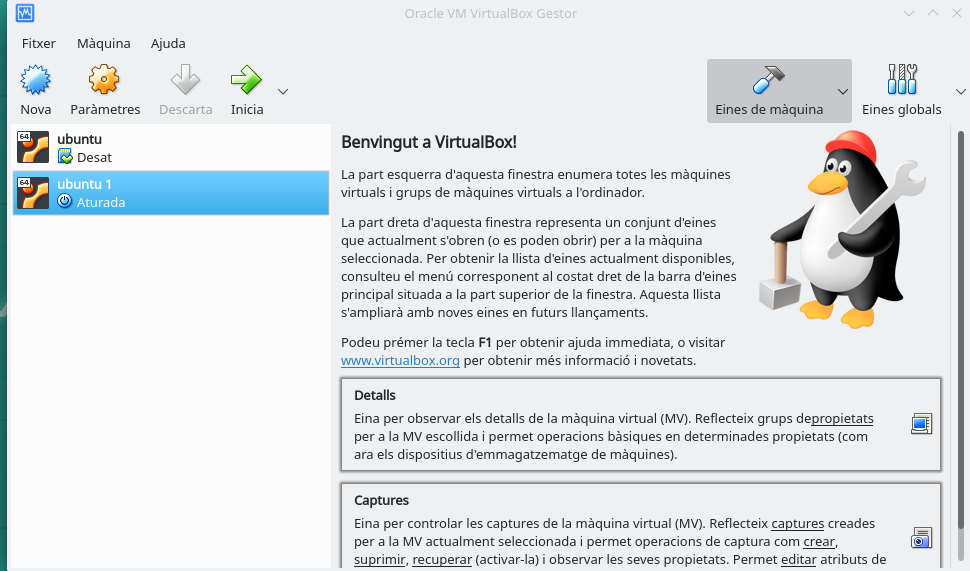 Oracle VM VirtualBox Gestor
Fitxer Màquina Ajuda
Nova Paràmetres Descarta Inicia Eines de màquina Eines globals
64 ubuntu
Desat
64 ubuntu 1
Aturada
Benvingut a VirtualBox!
La part esquerra d'aquesta finestra enumera totes les màquines
virtuals i grups de màquines virtuals a l'ordinador.
La part dreta d'aquesta finestra representa un conjunt d'eines
que actualment s'obren (o es poden obrir) per a la màquina
seleccionada. Per obtenir la llista d'eines actualment disponibles,
consulteu el menú corresponent al costat dret de la barra d'eines
principal situada a la part superior de la finestra. Aquesta llista
s'ampliarà amb noves eines en futurs llançaments.
Podeu prémer la tecla F1 per obtenir ajuda immediata, o visitar
www.virtualbox.org per obtenir més informació i novetats.
Detalls
Eina per observar els detalls de la màquina virtual (MV). Reflecteix grups depropietats
per a la MV escollida i permet operacions bàsiques en determinades propietats (com
ara els dispositius d'emmagatzematge de màquines).
Captures
Eina per controlar les captures de la màquina virtual (MV). Reflecteix captures creades
per a la MV actualment seleccionada i permet operacions de captura com crear,
suprimir, recuperar (activar-la) i observar les seves propietats. Permet editar atributs de